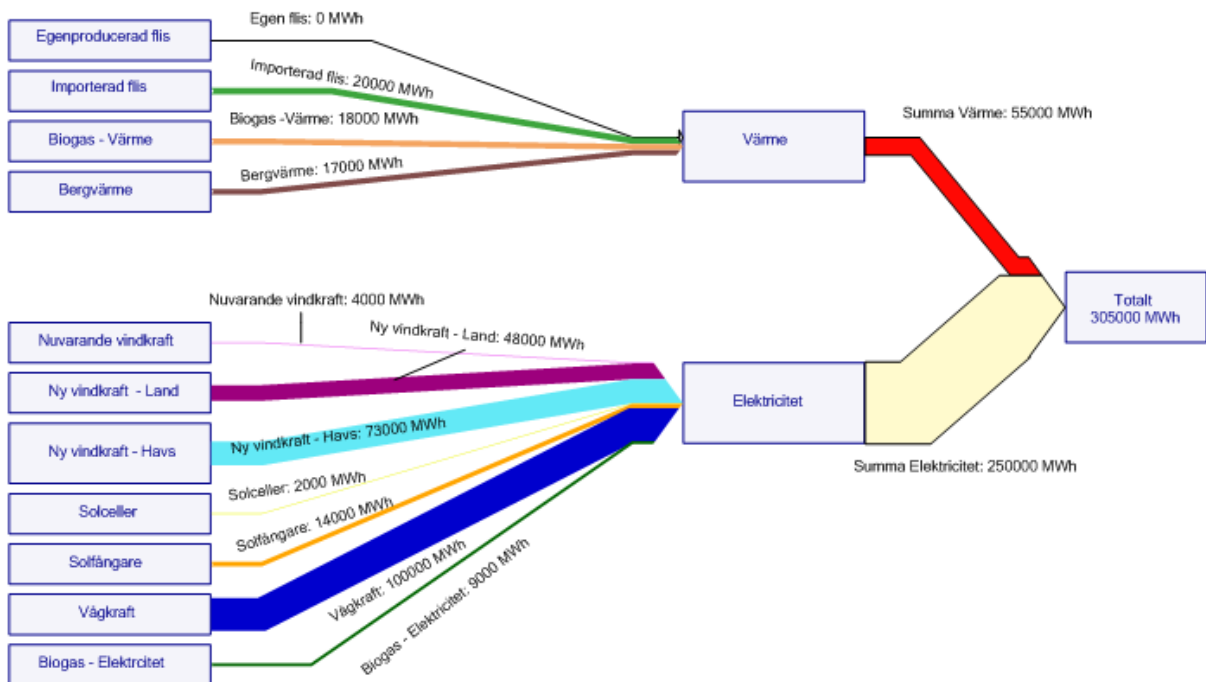 Egen flis: 0 MWh
Egenproducerad flis
Importerad flis
Importerad flis: 20000 MWh
Biogas - Värme
Biogas -Värme: 18000 MWh
Bergvärme
Bergvärme: 17000 MWh
Värme
Summa Värme: 55000 MWh
Totalt
305000 MWh
Nuvarande vindkraft: 4000 MWh
Nuvarande vindkraft
Ny vindkraft - Land: 48000 MWh
Ny vindkraft - Land
Ny vindkraft - Havs
Ny vindkraft - Havs: 73000 MWh
Elektricitet
Summa Elektricitet: 250000 MWh
Solceller
Solceller: 2000 MWh
Solfångare
Solfångare: 14000 MWh
Vågkraft
Vågkraft: 100000 MWh
Biogas - Elektrcitet
Biogas - Elektricitet: 9000 MWh